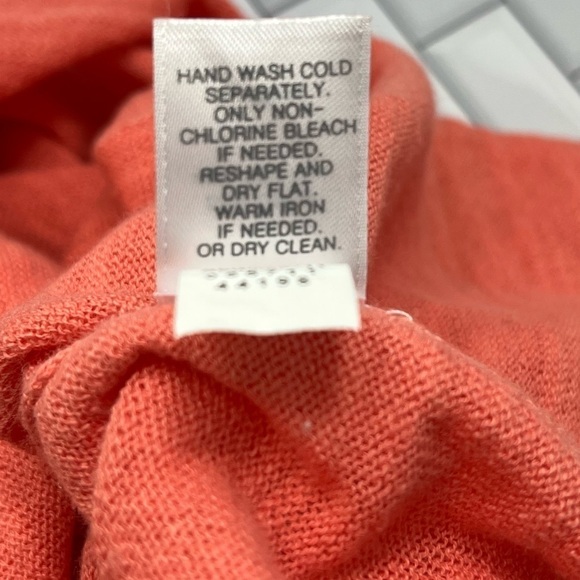 HAND WASH COLD
SEPARATELY.
ONLY NON-
CHLORINE BLEACH
IF NEEDED.
RESHAPE AND
DRY FLAT.
WARM IRON
IF NEEDED.
OR DRY CLEAN.